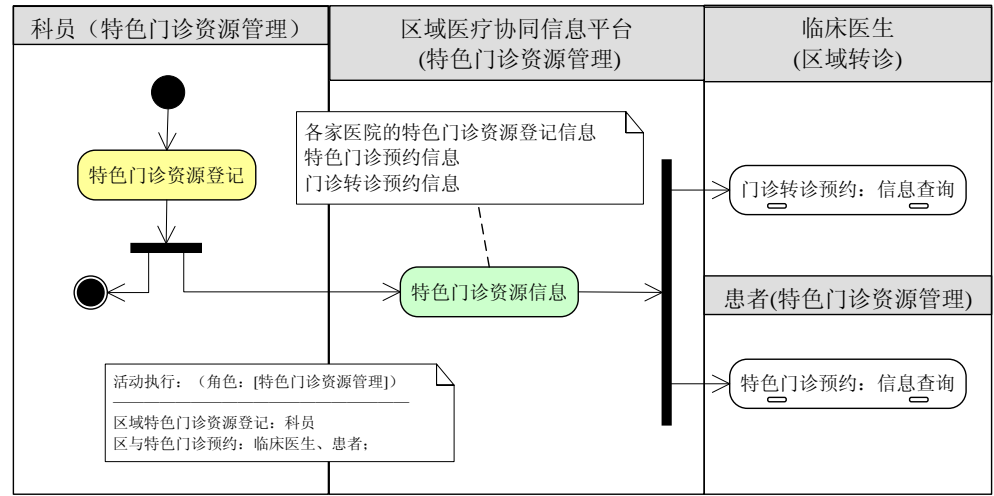 科员（特色门诊资源管理）
区域医疗协同信息平台
(特色门诊资源管理)
临床医生
(区域转诊)
各家医院的特色门诊资源登记信息
特色门诊预约信息
门诊转诊预约信息
特色门诊资源登记
门诊转诊预约：信息查询
特色门诊资源信息
患者(特色门诊资源管理)
特色门诊预约：信息查询
活动执行：（角色：[特色门诊资源管理]）
区域特色门诊资源登记：科员
区与特色门诊预约：临床医生、患者;